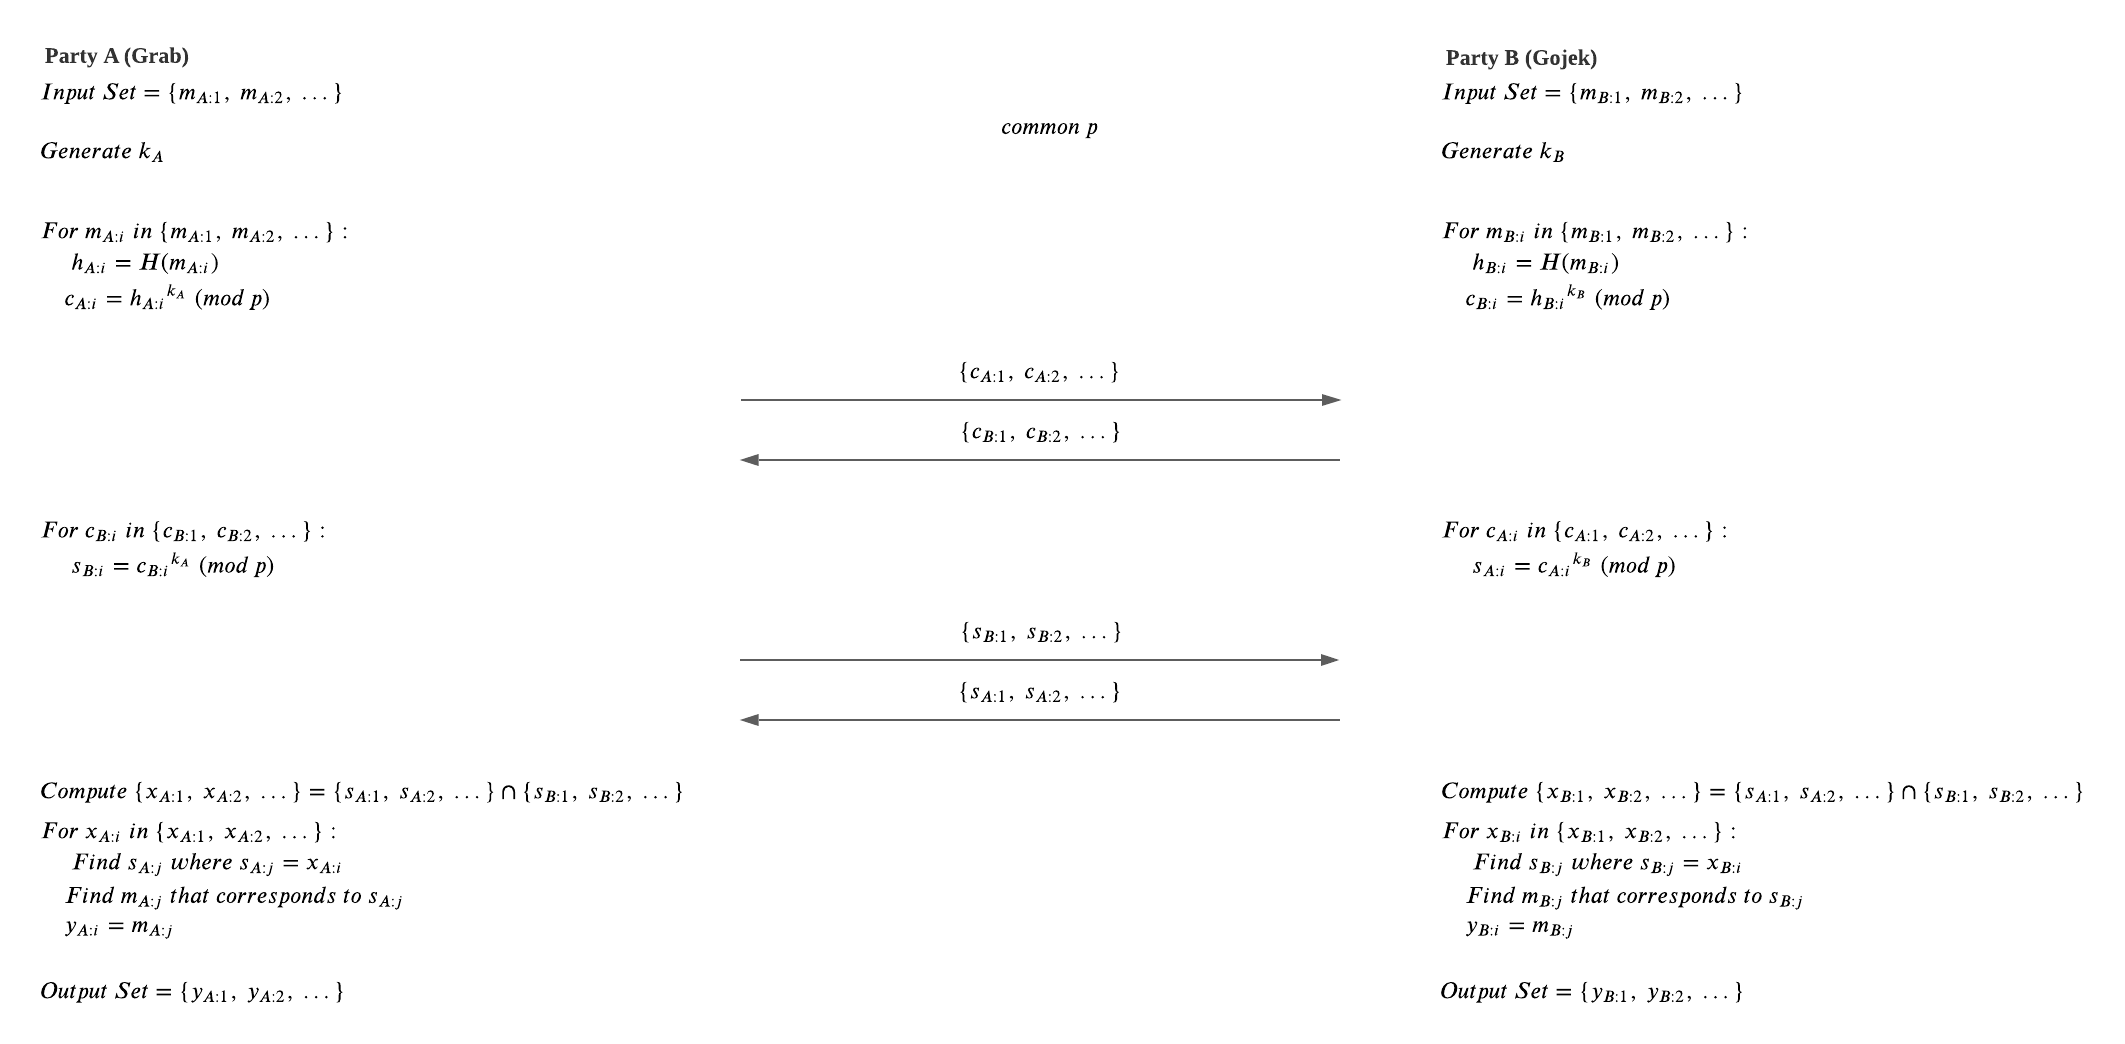 Party A (Grab)
Input Set = {m_{A:1}, m_{A:2}, ...}
Generate k_A
For m_{A:i} in {m_{A:1}, m_{A:2}, ...} :
h_{A:i} = H(m_{A:i})
c_{A:i} = h_{A:i}^{k_A} (mod p)
For c_{B:i} in {c_{B:1}, c_{B:2}, ...} :
s_{B:i} = c_{B:i}^{k_A} (mod p)
Compute {x_{A:1}, x_{A:2}, ...} = {s_{A:1}, s_{A:2}, ...} ∩ {s_{B:1}, s_{B:2}, ...}
For x_{A:i} in {x_{A:1}, x_{A:2}, ...} :
Find s_{A:j} where s_{A:j} = x_{A:i}
Find m_{A:j} that corresponds to s_{A:j}
y_{A:i} = m_{A:j}
Output Set = {y_{A:1}, y_{A:2}, ...}
common p
{c_{A:1}, c_{A:2}, ...}
{c_{B:1}, c_{B:2}, ...}
{s_{B:1}, s_{B:2}, ...}
{s_{A:1}, s_{A:2}, ...}
Party B (Gojek)
Input Set = {m_{B:1}, m_{B:2}, ...}
Generate k_B
For m_{B:i} in {m_{B:1}, m_{B:2}, ...} :
h_{B:i} = H(m_{B:i})
c_{B:i} = h_{B:i}^{k_B} (mod p)
For c_{A:i} in {c_{A:1}, c_{A:2}, ...} :
s_{A:i} = c_{A:i}^{k_B} (mod p)
Compute {x_{B:1}, x_{B:2}, ...} = {s_{A:1}, s_{A:2}, ...} ∩ {s_{B:1}, s_{B:2}, ...}
For x_{B:i} in {x_{B:1}, x_{B:2}, ...} :
Find s_{B:j} where s_{B:j} = x_{B:i}
Find m_{B:j} that corresponds to s_{B:j}
y_{B:i} = m_{B:j}
Output Set = {y_{B:1}, y_{B:2}, ...}